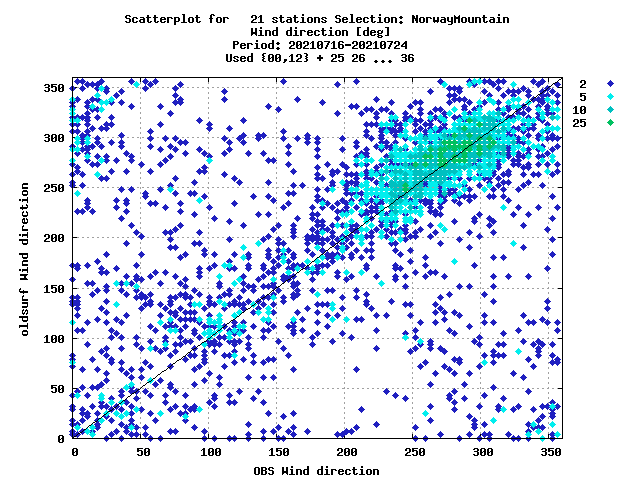 Scatterplot for 21 stations Selection: NorwayMountain
Wind direction [deg]
Period: 20210716-20210724
Used {00,12} + 25 26 ... 36
2
5
10
25
350
300
250
200
150
100
50
0
oldsurf Wind direction
0 50 100 150 200 250 300 350
OBS Wind direction